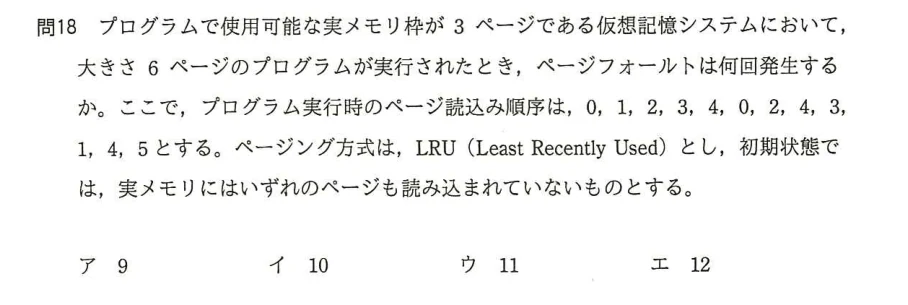 問18 プログラムで使用可能な実メモリ枠が 3 ページである仮想記憶システムにおいて，
大きさ 6 ページのプログラムが実行されたとき，ページフォールトは何回発生する
か。ここで，プログラム実行時のページ読込み順序は，0，1，2，3，4，0，2，4，3，
1，4，5 とする。ページング方式は，LRU（Least Recently Used）とし，初期状態で
は，実メモリにはいずれのページも読み込まれていないものとする。
ア 9 イ 10 ウ 11 エ 12